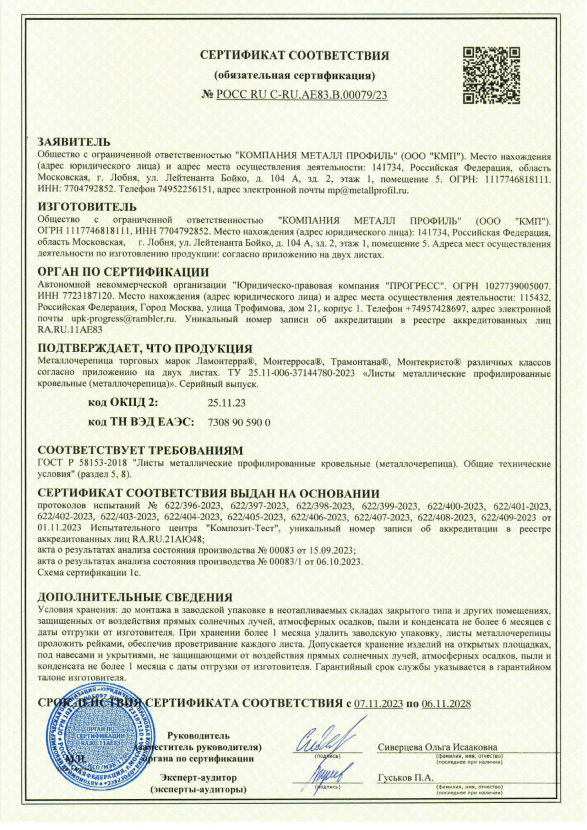 СЕРТИФИКАТ СООТВЕТСТВИЯ
(обязательная сертификация)
№ РОСС RU С-RU.АЕ83.В.00079/23
ЗАЯВИТЕЛЬ
Общество с ограниченной ответственностью "КОМПАНИЯ МЕТАЛЛ ПРОФИЛЬ" (ООО "КМП"). Место нахождения
(адрес юридического лица) и адрес места осуществления деятельности: 141734, Российская Федерация, область
Московская, г. Лобня, ул. Лейтенанта Бойко, д. 104 А, зд. 2, этаж 1, помещение 5. ОГРН: 1117746818111.
ИНН: 7704792852. Телефон 74952256151, адрес электронной почты mp@metallprofil.ru.
ИЗГОТОВИТЕЛЬ
Общество с ограниченной ответственностью "КОМПАНИЯ МЕТАЛЛ ПРОФИЛЬ" (ООО "КМП").
ОГРН 1117746818111, ИНН 7704792852. Место нахождения (адрес юридического лица): 141734, Российская Федерация,
область Московская, г. Лобня, ул. Лейтенанта Бойко, д. 104 А, зд. 2, этаж 1, помещение 5. Адреса мест осуществления
деятельности по изготовлению продукции: согласно приложению на двух листах.
ОРГАН ПО СЕРТИФИКАЦИИ
Автономной некоммерческой организации "Юридическо-правовая компания "ПРОГРЕСС". ОГРН 1027739005007.
ИНН 7723187120. Место нахождения (адрес юридического лица) и адрес места осуществления деятельности: 115432,
Российская Федерация, Город Москва, улица Трофимова, дом 21, корпус 1. Телефон +74957428697, адрес электронной
почты upk-progress@rambler.ru. Уникальный номер записи об аккредитации в реестре аккредитованных лиц
RA.RU.11АЕ83
ПОДТВЕРЖДАЕТ, ЧТО ПРОДУКЦИЯ
Металлочерепица торговых марок Ламонтерра®, Монтерроса®, Трамонтана®, Монтекристо® различных классов
согласно приложению на двух листах. ТУ 25.11-006-37144780-2023 «Листы металлические профилированные
кровельные (металлочерепица)». Серийный выпуск.
код ОКПД 2: 25.11.23
код ТН ВЭД ЕАЭС: 7308 90 590 0
СООТВЕТСТВУЕТ ТРЕБОВАНИЯМ
ГОСТ Р 58153-2018 "Листы металлические профилированные кровельные (металлочерепица). Общие технические
условия" (раздел 5, 8).
СЕРТИФИКАТ СООТВЕТСТВИЯ ВЫДАН НА ОСНОВАНИИ
протоколов испытаний № 622/396-2023, 622/397-2023, 622/398-2023, 622/399-2023, 622/400-2023, 622/401-2023,
622/402-2023, 622/403-2023, 622/404-2023, 622/405-2023, 622/406-2023, 622/407-2023, 622/408-2023, 622/409-2023 от
01.11.2023 Испытательного центра "Композит-Тест", уникальный номер записи об аккредитации в реестре
аккредитованных лиц RA.RU.21АЮ48;
акта о результатах анализа состояния производства № 00083 от 15.09.2023;
акта о результатах анализа состояния производства № 00083/1 от 06.10.2023.
Схема сертификации 1с.
ДОПОЛНИТЕЛЬНЫЕ СВЕДЕНИЯ
Условия хранения: до монтажа в заводской упаковке в неотапливаемых складах закрытого типа и других помещениях,
защищенных от воздействия прямых солнечных лучей, атмосферных осадков, пыли и конденсата не более 6 месяцев с
даты отгрузки от изготовителя. При хранении более 1 месяца удалить заводскую упаковку, листы металлочерепицы
проложить рейками, обеспечив проветривание каждого листа. Допускается хранение изделий на открытых площадках,
под навесами и укрытиями, не защищающими от воздействия прямых солнечных лучей, атмосферных осадков, пыли и
конденсата не более 1 месяца с даты отгрузки от изготовителя. Гарантийный срок службы указывается в гарантийном
талоне изготовителя.
СРОК ДЕЙСТВИЯ СЕРТИФИКАТА СООТВЕТСТВИЯ с 07.11.2023 по 06.11.2028
ОРГАН ПО
СЕРТИФИКАЦИИ
RA.RU.11АЕ83
М.П.
Руководитель
(заместитель руководителя)
органа по сертификации
(подпись)
Сиверцева Ольга Исааковна
(фамилия, имя, отчество)
(последнее при наличии)
Эксперт-аудитор
(эксперты-аудиторы)
(подпись)
Гуськов П.А.
(фамилия, имя, отчество)
(последнее при наличии)